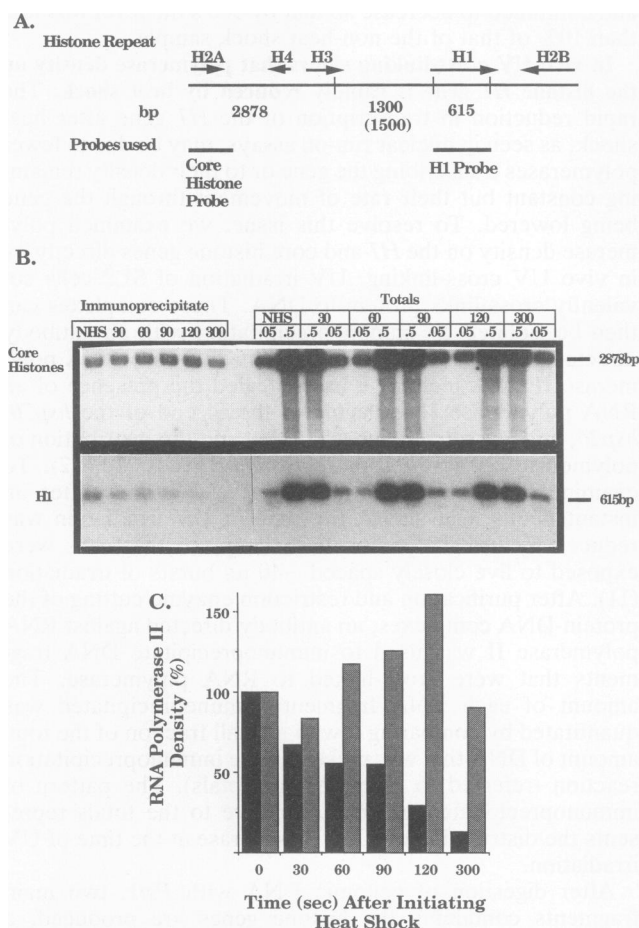 A.
Histone Repeat
H2A H4 H3 H1 H2B
bp 2878 1300 615
(1500)
Probes used
Core Histone Probe
H1 Probe
B.
Immunoprecipitate Totals
NHS 30 60 90 120 300
NHS 30 60 90 120 300
.05 .5 .5 .05 .05 .5 .5 .05 .05 .5 .5 .05
Core Histones
2878bp
H1
615bp
C.
RNA Polymerase II Density (%)
150
100
50
0 30 60 90 120 300
Time (sec) After Initiating
Heat Shock